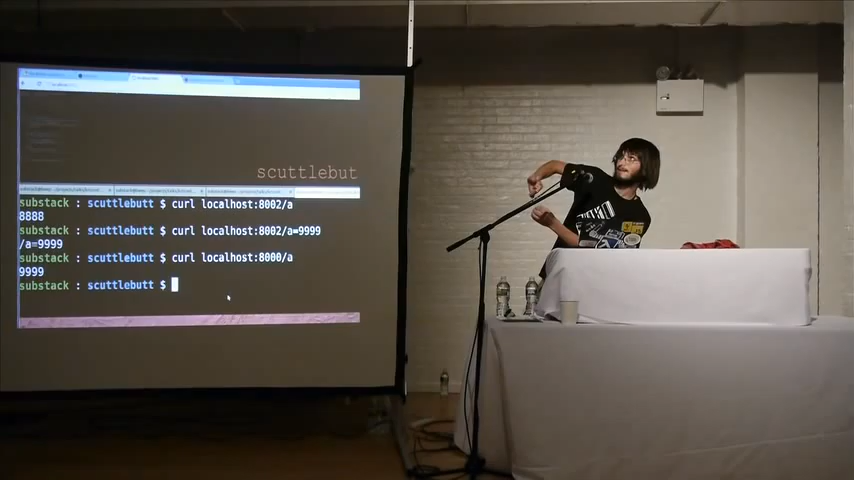 scuttlebut
substack : scuttlebutt $ curl localhost:8002/a
8888
substack : scuttlebutt $ curl localhost:8002/a=9999
/a=9999
substack : scuttlebutt $ curl localhost:8000/a
9999
substack : scuttlebutt $